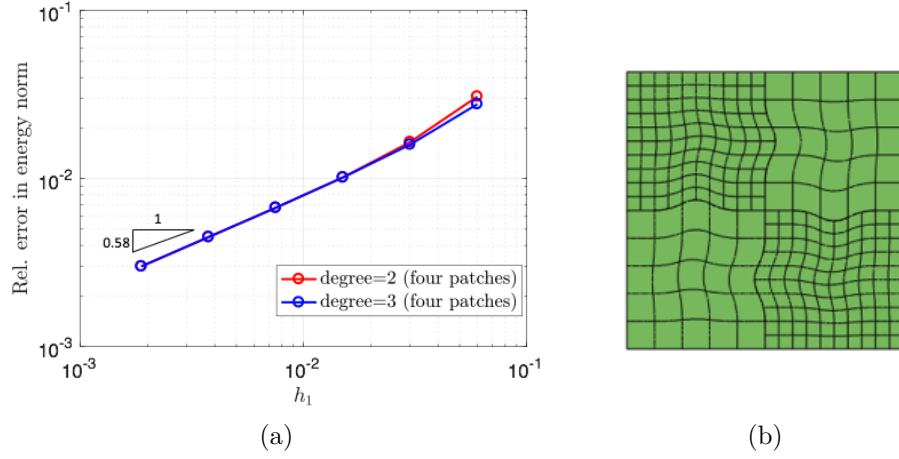 10^-1
Rel. error in energy norm
10^-2
1
0.58
degree=2 (four patches)
degree=3 (four patches)
10^-3
10^-3
10^-2
10^-1
h_1
(a)
(b)